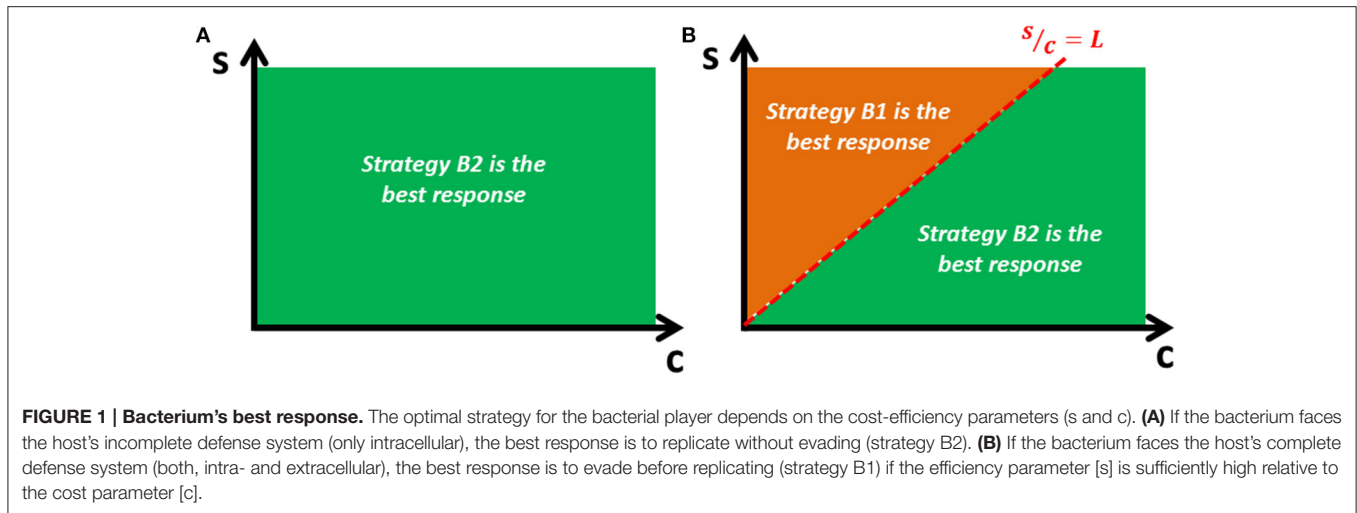 A
S
Strategy B2 is the
best response
C
B
S
s/c = L
Strategy B1 is the
best response
Strategy B2 is the
best response
C
FIGURE 1 | Bacterium's best response. The optimal strategy for the bacterial player depends on the cost-efficiency parameters (s and c). (A) If the bacterium faces
the host's incomplete defense system (only intracellular), the best response is to replicate without evading (strategy B2). (B) If the bacterium faces the host's complete
defense system (both, intra- and extracellular), the best response is to evade before replicating (strategy B1) if the efficiency parameter [s] is sufficiently high relative to
the cost parameter [c].